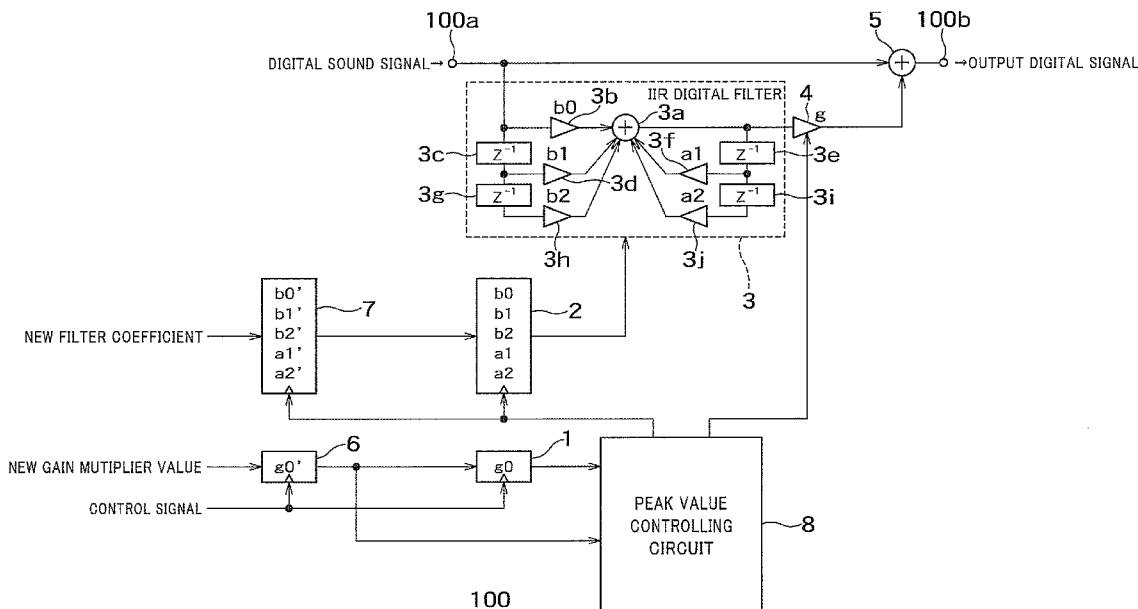 100a
5
100b
DIGITAL SOUND SIGNAL→
→OUTPUT DIGITAL SIGNAL
IIR DIGITAL FILTER
4
b0
3b
3a
g
3c
Z⁻¹
3f
Z⁻¹
3e
b1
a1
3g
Z⁻¹
3d
Z⁻¹
3i
b2
a2
3h
3j
3
b0'
b1'
b2'
a1'
a2'
7
b0
b1
b2
a1
a2
2
NEW FILTER COEFFICIENT
6
1
NEW GAIN MUTIPLIER VALUE
g0'
g0
CONTROL SIGNAL
PEAK VALUE
CONTROLLING
CIRCUIT
8
100